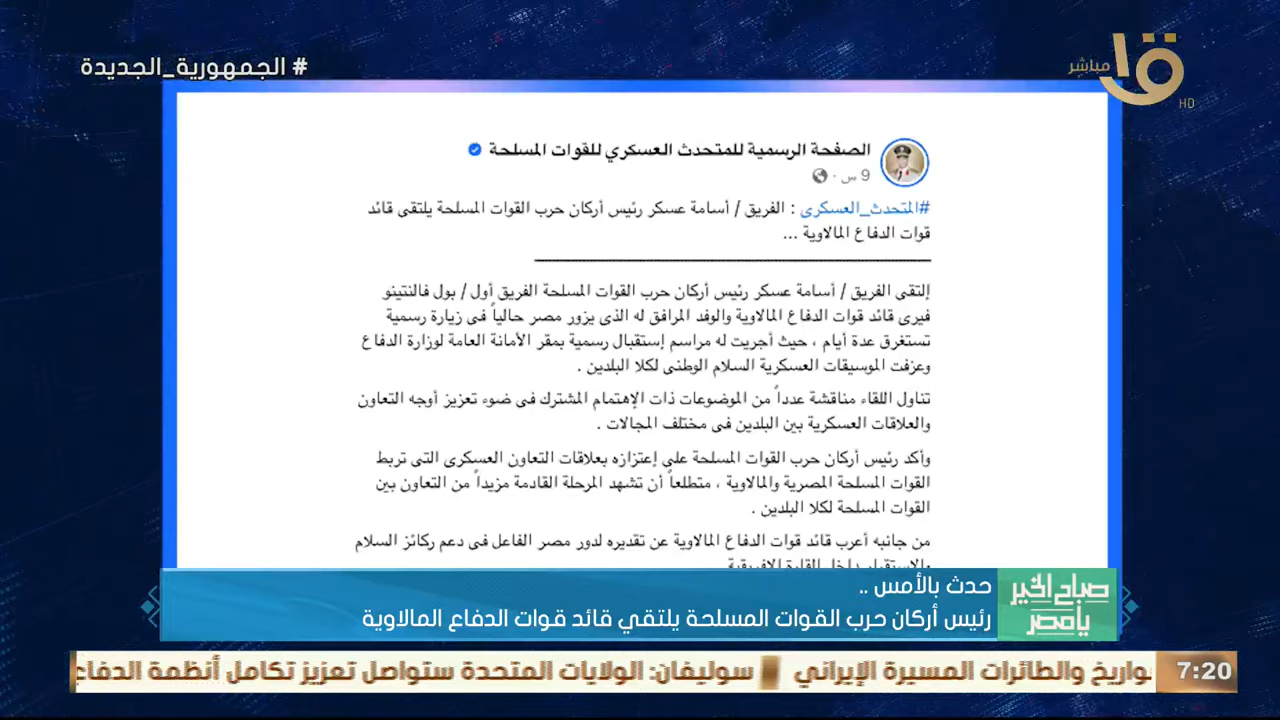 # الجمهورية_الجديدة
مباشر
HD
الصفحة الرسمية للمتحدث العسكري للقوات المسلحة
9 س ·
#المتحدث_العسكرى : الفريق / أسامة عسكر رئيس أركان حرب القوات المسلحة يلتقى قائد
قوات الدفاع المالاوية ...
إلتقى الفريق / أسامة عسكر رئيس أركان حرب القوات المسلحة الفريق أول / بول فالنتينو
فيرى قائد قوات الدفاع المالاوية والوفد المرافق له الذى يزور مصر حالياً فى زيارة رسمية
تستغرق عدة أيام ، حيث أجريت له مراسم إستقبال رسمية بمقر الأمانة العامة لوزارة الدفاع
وعزفت الموسيقات العسكرية السلام الوطنى لكلا البلدين .
تناول اللقاء مناقشة عدداً من الموضوعات ذات الإهتمام المشترك فى ضوء تعزيز أوجه التعاون
والعلاقات العسكرية بين البلدين فى مختلف المجالات .
وأكد رئيس أركان حرب القوات المسلحة على إعتزازه بعلاقات التعاون العسكرى التى تربط
القوات المسلحة المصرية والمالاوية ، متطلعاً أن تشهد المرحلة القادمة مزيداً من التعاون بين
القوات المسلحة لكلا البلدين .
من جانبه أعرب قائد قوات الدفاع المالاوية عن تقديره لدور مصر الفاعل فى دعم ركائز السلام
والإستقرار داخل القارة الإفريقية
صباح الخير
يا مصر
حدث بالأمس ..
رئيس أركان حرب القوات المسلحة يلتقي قائد قوات الدفاع المالاوية
7:20
واريخ والطائرات المسيرة الإيراني
سوليفان: الولايات المتحدة ستواصل تعزيز تكامل أنظمة الدفاع